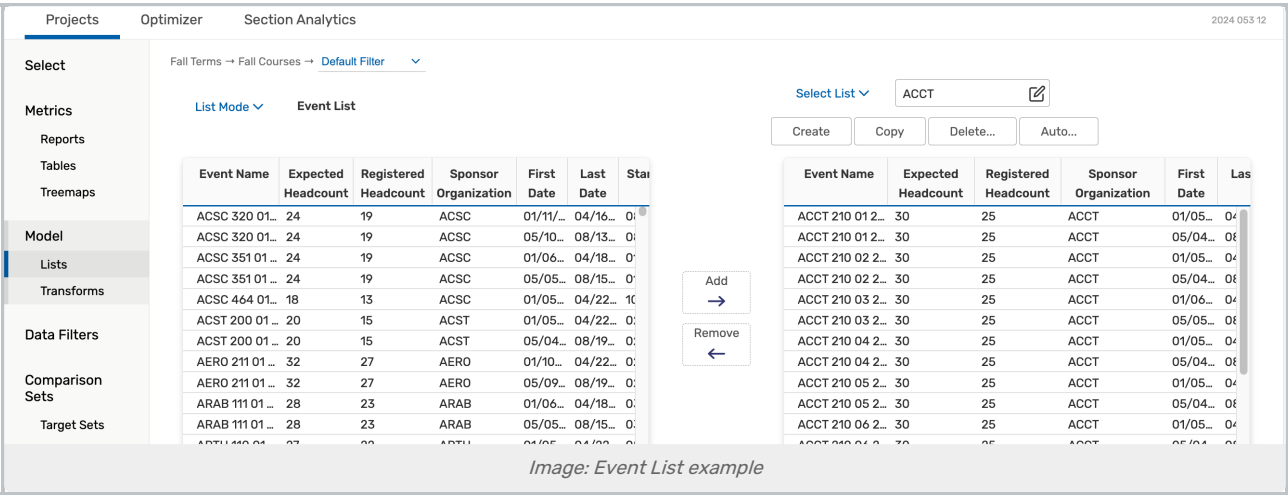 Projects Optimizer Section Analytics 2024 053 12
Select
Metrics
Reports
Tables
Treemaps
Model
Lists
Transforms
Data Filters
Comparison
Sets
Target Sets
Fall Terms → Fall Courses → Default Filter
List Mode Event List
Event Name Expected Headcount Registered Headcount Sponsor Organization First Date Last Date Star
ACSC 320 01... 24 19 ACSC 01/11/... 04/16...
ACSC 320 01... 24 19 ACSC 05/10... 08/13...
ACSC 351 01 ... 24 19 ACSC 01/06... 04/18...
ACSC 351 01 ... 24 19 ACSC 05/05... 08/15...
ACSC 464 01... 18 13 ACSC 01/05... 04/22... 10
ACST 200 01 ... 20 15 ACST 01/05... 04/22...
ACST 200 01 ... 20 15 ACST 05/04... 08/19...
AERO 211 01 ... 32 27 AERO 01/10... 04/22...
AERO 211 01 ... 32 27 AERO 05/09... 08/19...
ARAB 111 01 ... 28 23 ARAB 01/06... 04/18...
ARAB 111 01 ... 28 23 ARAB 05/05... 08/15...
Add
→
Remove
←
Select List ACCT
Create Copy Delete... Auto...
Event Name Expected Headcount Registered Headcount Sponsor Organization First Date Las
ACCT 210 01 2... 30 25 ACCT 01/05... 04
ACCT 210 01 2... 30 25 ACCT 05/04... 08
ACCT 210 02 2... 30 25 ACCT 01/05... 04
ACCT 210 02 2... 30 25 ACCT 05/04... 08
ACCT 210 03 2... 30 25 ACCT 01/06... 04
ACCT 210 03 2... 30 25 ACCT 05/05... 08
ACCT 210 04 2... 30 25 ACCT 01/05... 04
ACCT 210 04 2... 30 25 ACCT 05/04... 08
ACCT 210 05 2... 30 25 ACCT 01/05... 04
ACCT 210 05 2... 30 25 ACCT 05/04... 08
ACCT 210 06 2... 30 25 ACCT 01/05... 04
Image: Event List example